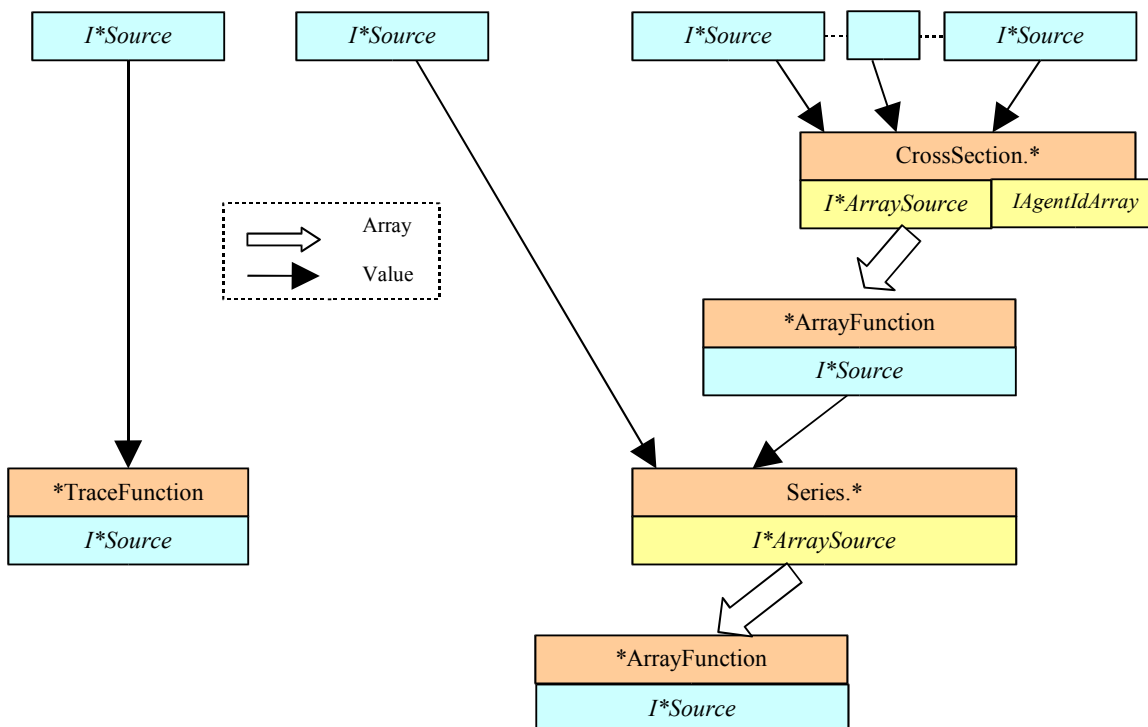 I*Source
I*Source
I*Source
I*Source
CrossSection.*
I*ArraySource
IAgentIdArray
Array
Value
*ArrayFunction
I*Source
*TraceFunction
I*Source
Series.*
I*ArraySource
*ArrayFunction
I*Source